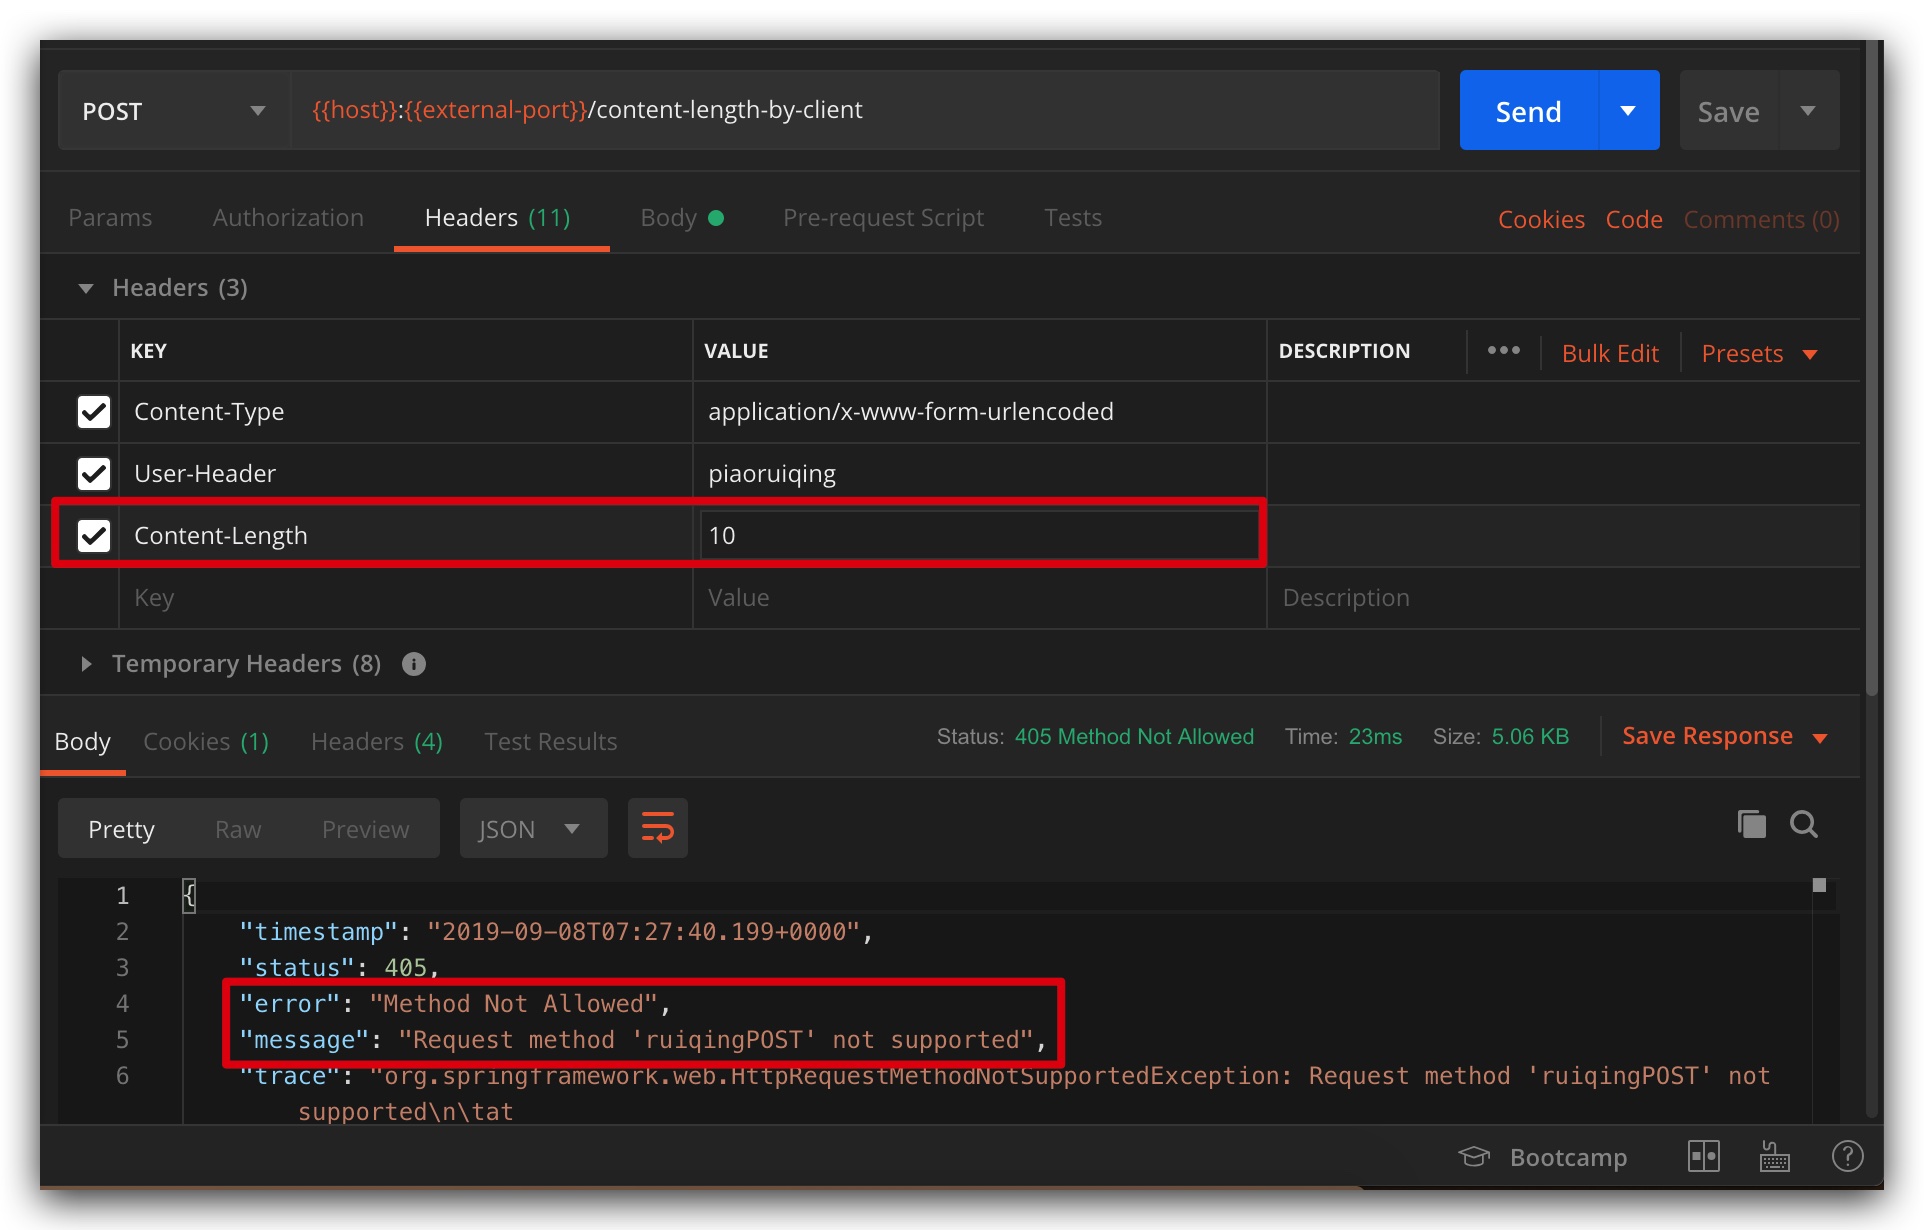 POST {{host}}:{{external-port}}/content-length-by-client Send Save
Params Authorization Headers (11) Body Pre-request Script Tests Cookies Code Comments (0)
Headers (3)
KEY VALUE DESCRIPTION ••• Bulk Edit Presets
Content-Type application/x-www-form-urlencoded
User-Header piaoruiqing
Content-Length 10
Key Value Description
Temporary Headers (8) i
Body Cookies (1) Headers (4) Test Results Status: 405 Method Not Allowed Time: 23ms Size: 5.06 KB Save Response
Pretty Raw Preview JSON
1 {
2 "timestamp": "2019-09-08T07:27:40.199+0000",
3 "status": 405,
4 "error": "Method Not Allowed",
5 "message": "Request method 'ruiqingPOST' not supported",
6 "trace": "org.springframework.web.HttpRequestMethodNotSupportedException: Request method 'ruiqingPOST' not
supported\n\tat
Bootcamp ?